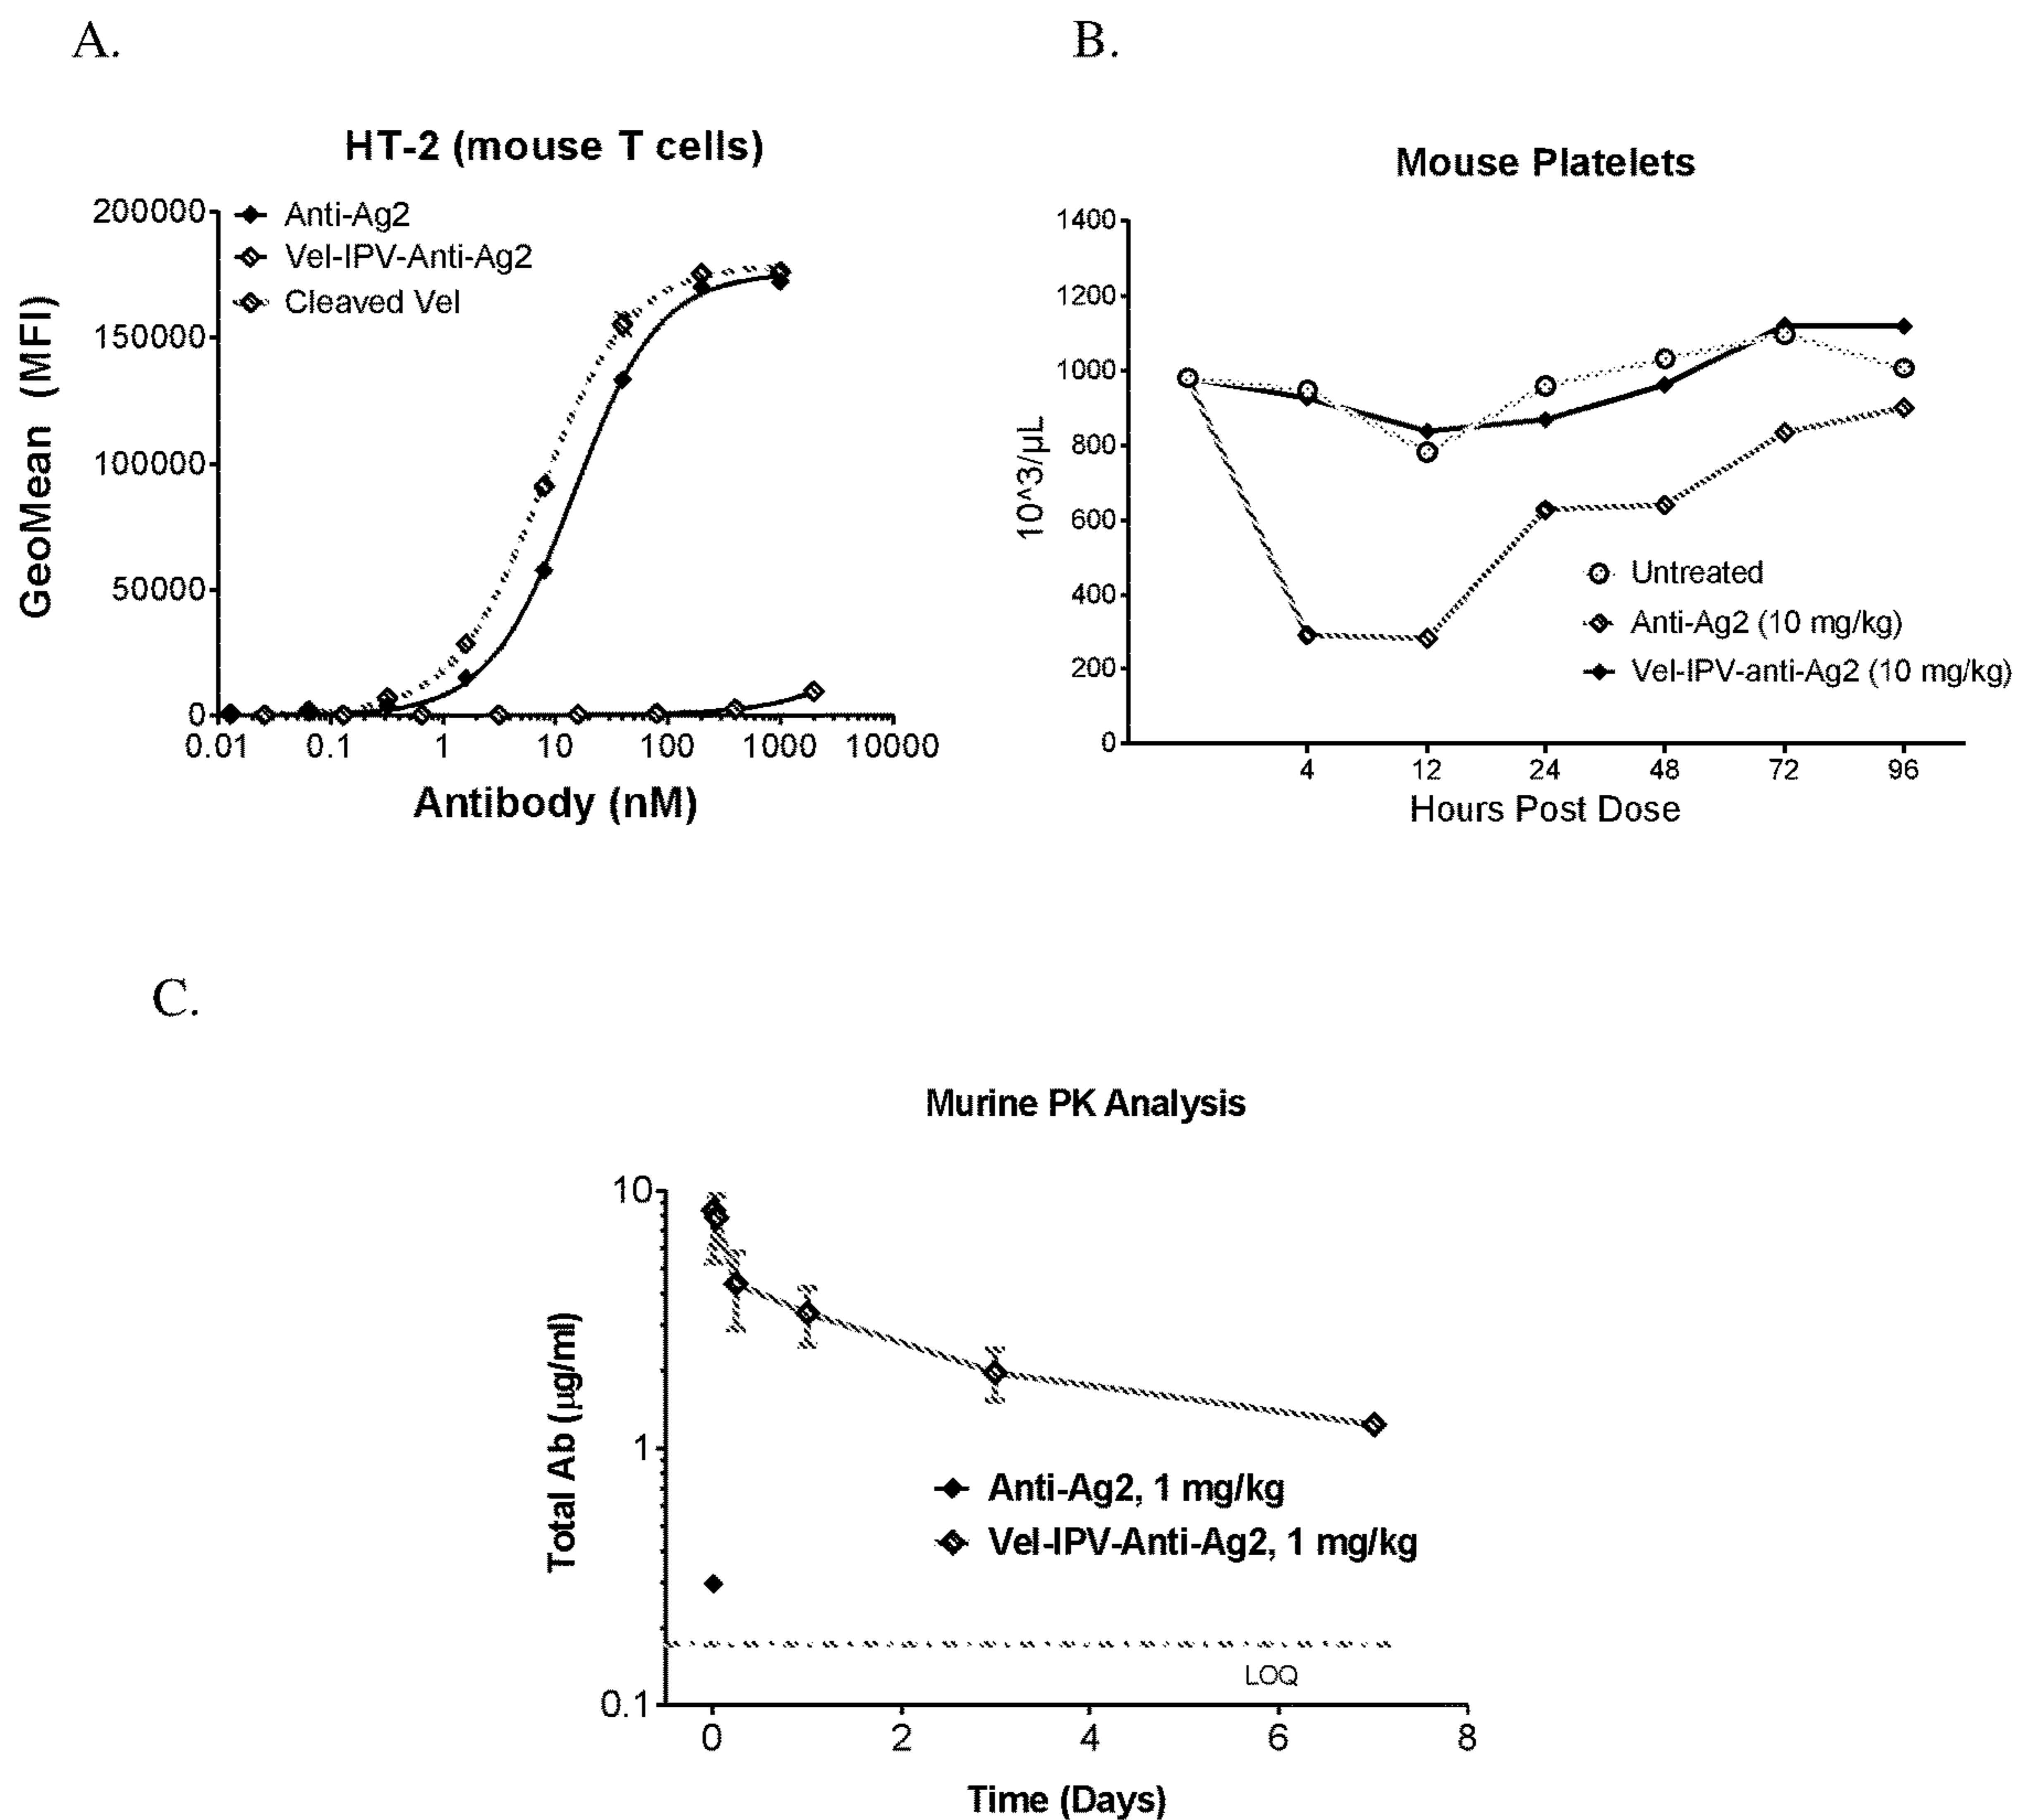 A.
HT-2 (mouse T cells)
GeoMean (MFI)
200000
150000
100000
50000
0
Anti-Ag2
Vel-IPV-Anti-Ag2
Cleaved Vel
0.01 0.1 1 10 100 1000 10000
Antibody (nM)
B.
Mouse Platelets
10^3/µL
1400
1200
1000
800
600
400
200
0
Untreated
Anti-Ag2 (10 mg/kg)
Vel-IPV-anti-Ag2 (10 mg/kg)
4 12 24 48 72 96
Hours Post Dose
C.
Murine PK Analysis
Total Ab (µg/ml)
10
1
0.1
Anti-Ag2, 1 mg/kg
Vel-IPV-Anti-Ag2, 1 mg/kg
LOQ
0 2 4 6 8
Time (Days)